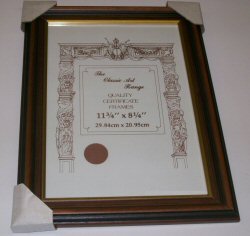 The
Classic Art
Range
QUALITY
CERTIFICATE
FRAMES
11¾" x 8¼"
29.84cm x 20.95cm